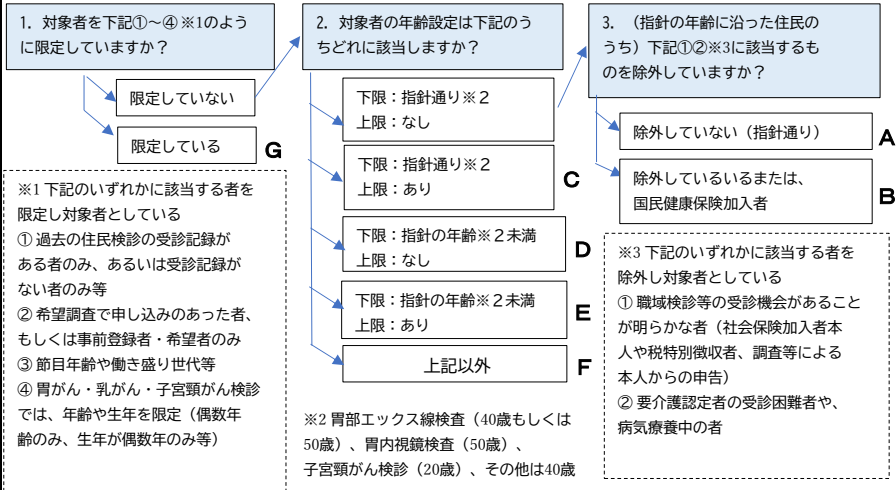 1. 対象者を下記①～④ ※1のよう
に限定していますか？
限定していない
限定している
G
※1 下記のいずれかに該当する者を
限定し対象者としている
① 過去の住民検診の受診記録が
ある者のみ、あるいは受診記録が
ない者のみ等
② 希望調査で申し込みのあった者、
もしくは事前登録者・希望者のみ
③ 節目年齢や働き盛り世代等
④ 胃がん・乳がん・子宮頸がん検診
では、年齢や生年を限定（偶数年
齢のみ、生年が偶数年のみ等）
2. 対象者の年齢設定は下記のう
ちどれに該当しますか？
下限：指針通り※２
上限：なし
下限：指針通り※２
上限：あり
C
下限：指針の年齢※２未満
上限：なし
D
下限：指針の年齢※２未満
上限：あり
E
上記以外
F
※2 胃部エックス線検査（40歳もしくは
50歳）、胃内視鏡検査（50歳）、
子宮頸がん検診（20歳）、その他は40歳
3. （指針の年齢に沿った住民の
うち）下記①②※3に該当するも
のを除外していますか？
除外していない（指針通り）
A
除外しているいるまたは、
国民健康保険加入者
B
※3 下記のいずれかに該当する者を
除外し対象者としている
① 職域検診等の受診機会があること
が明らかな者（社会保険加入者本
人や税特別徴収者、調査等による
本人からの申告）
② 要介護認定者の受診困難者や、
病気療養中の者